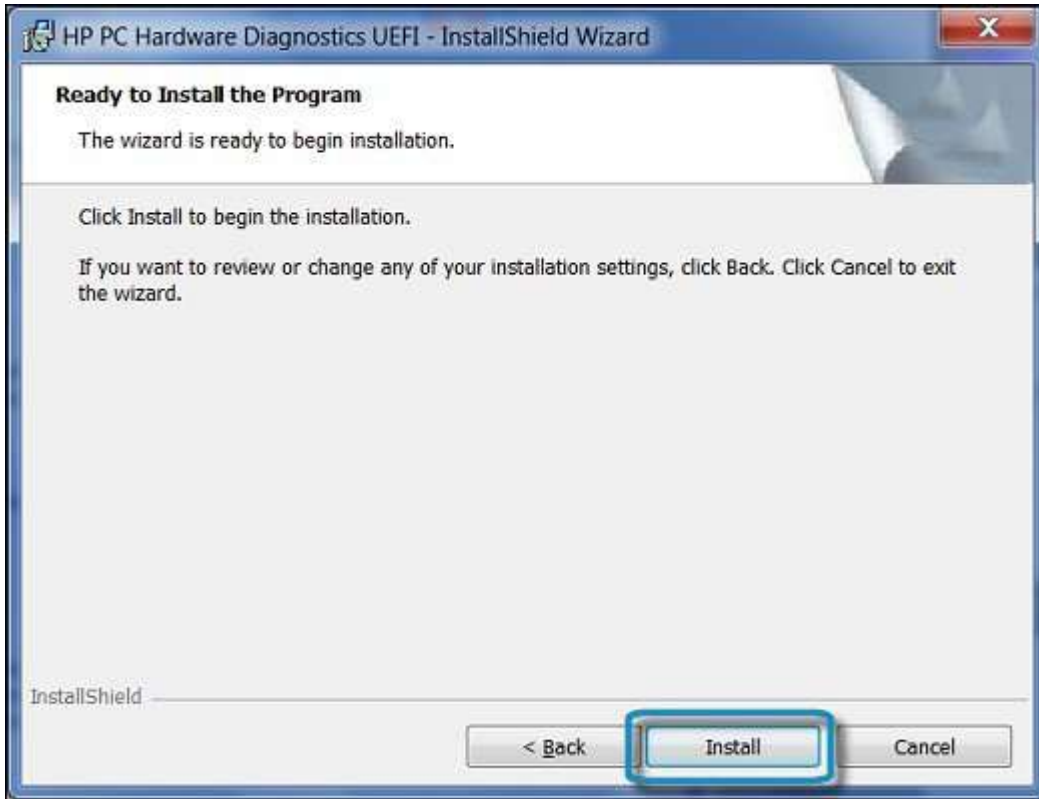 HP PC Hardware Diagnostics UEFI - InstallShield Wizard
X
Ready to Install the Program
The wizard is ready to begin installation.
Click Install to begin the installation.
If you want to review or change any of your installation settings, click Back. Click Cancel to exit
the wizard.
InstallShield
< Back
Install
Cancel